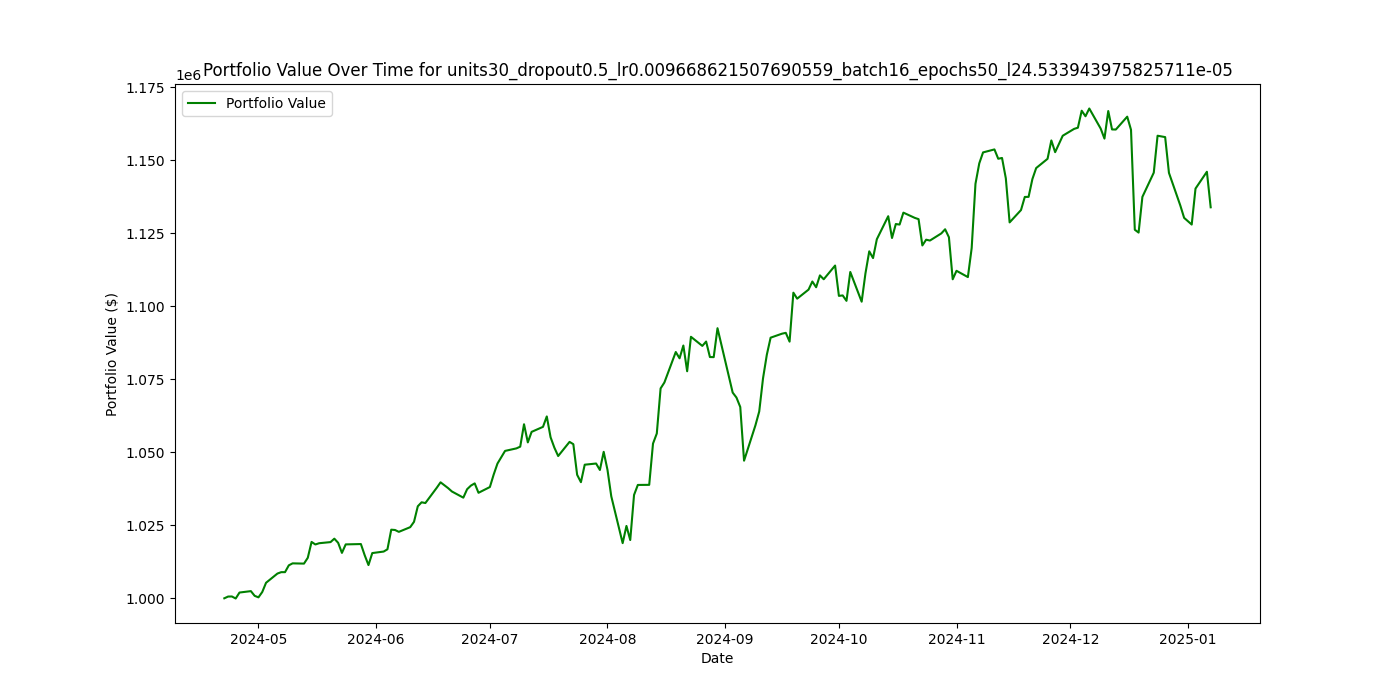 Portfolio Value Over Time for units30_dropout0.5_lr0.009668621507690559_batch16_epochs50_l24.533943975825711e-05
1e6
Portfolio Value
1.175
1.150
1.125
1.100
1.075
1.050
1.025
1.000
Portfolio Value ($)
2024-05 2024-06 2024-07 2024-08 2024-09 2024-10 2024-11 2024-12 2025-01
Date